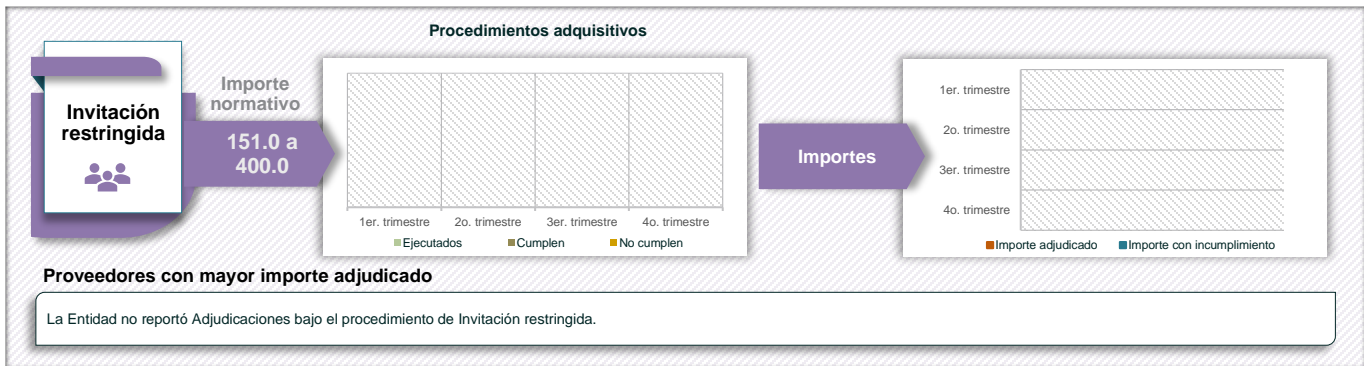 Procedimientos adquisitivos
Invitación
restringida
Importe
normativo
151.0 a
400.0
1er. trimestre
2o. trimestre
3er. trimestre
4o. trimestre
Ejecutados
Cumplen
No cumplen
Importes
1er. trimestre
2o. trimestre
3er. trimestre
4o. trimestre
Importe adjudicado
Importe con incumplimiento
Proveedores con mayor importe adjudicado
La Entidad no reportó Adjudicaciones bajo el procedimiento de Invitación restringida.